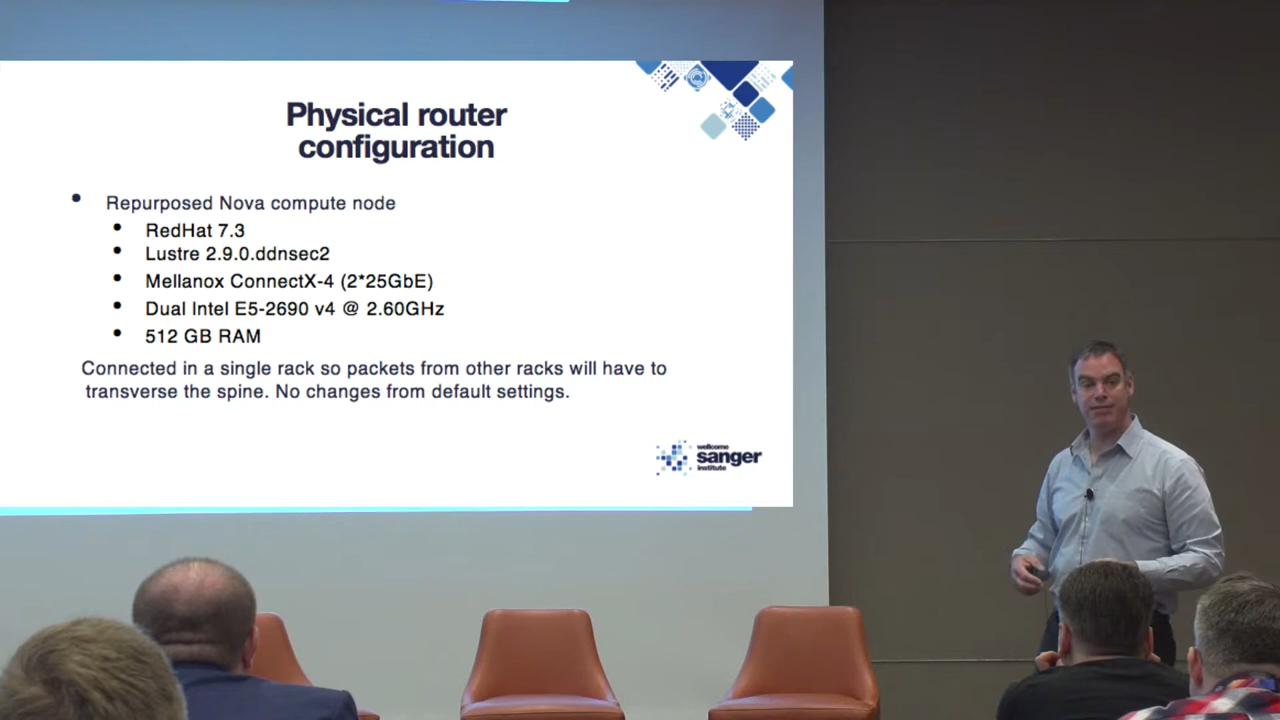 Physical router
configuration
Repurposed Nova compute node
RedHat 7.3
Lustre 2.9.0.ddnsec2
Mellanox ConnectX-4 (2*25GbE)
Dual Intel E5-2690 v4 @ 2.60GHz
512 GB RAM
Connected in a single rack so packets from other racks will have to
transverse the spine. No changes from default settings.
wellcome
sanger
institute